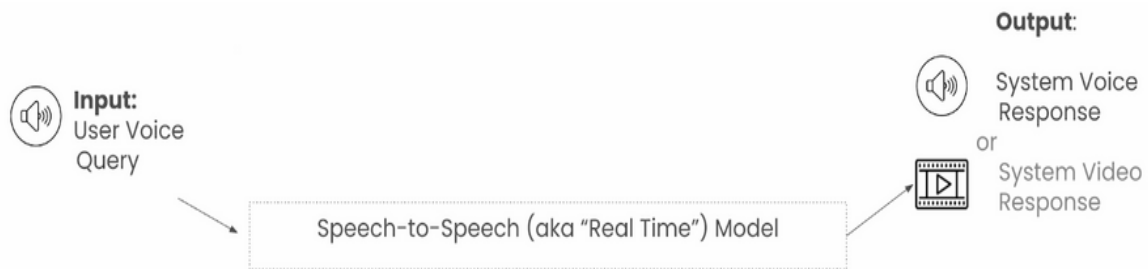 Input:
User Voice
Query
Speech-to-Speech (aka “Real Time”) Model
Output:
System Voice
Response
or
System Video
Response